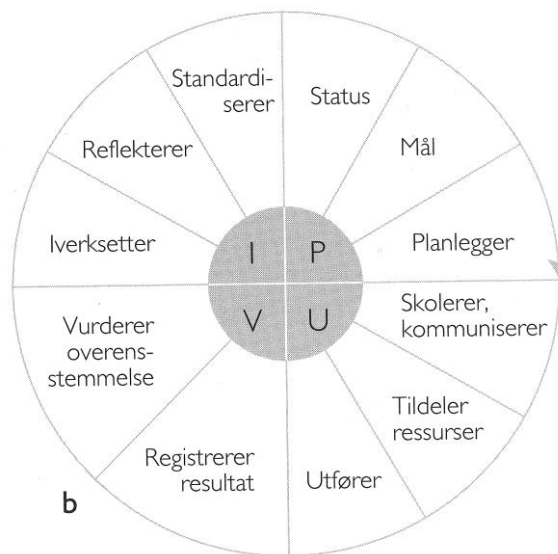 Standardi-
serer
Status
Reflekterer
Mål
Iverksetter
I
P
Planlegger
V
U
Skolerer,
kommuniserer
Vurderer
overens-
stemmelse
Tildeler
ressurser
Registrerer
resultat
Utfører
b